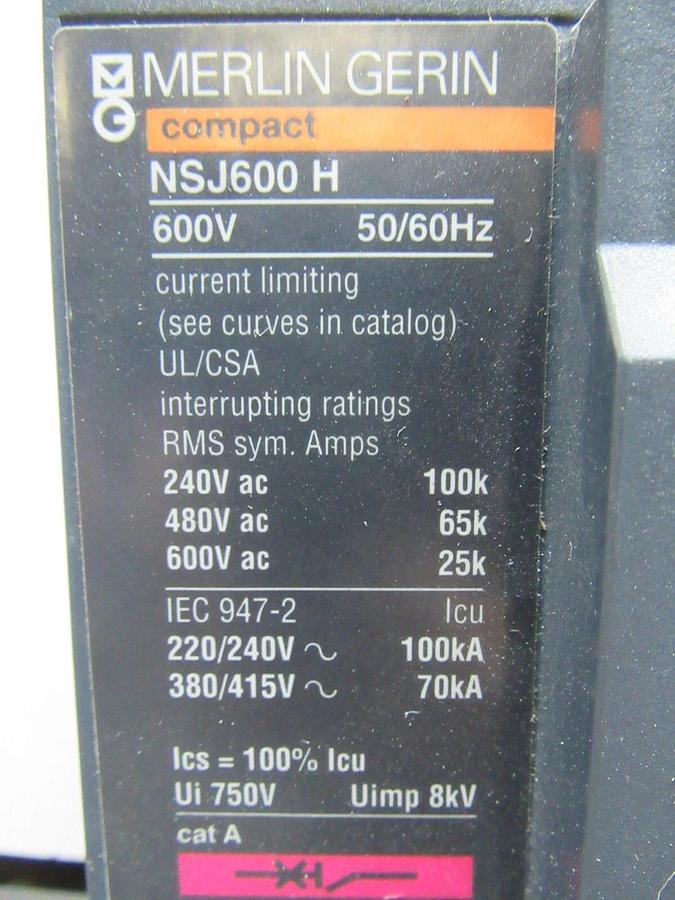 MERLIN GERIN
compact
NSJ600 H
600V 50/60Hz
current limiting
(see curves in catalog)
UL/CSA
interrupting ratings
RMS sym. Amps
240V ac 100k
480V ac 65k
600V ac 25k
IEC 947-2 Icu
220/240V ~ 100kA
380/415V ~ 70kA
Ics = 100% Icu
Ui 750V Uimp 8kV
cat A